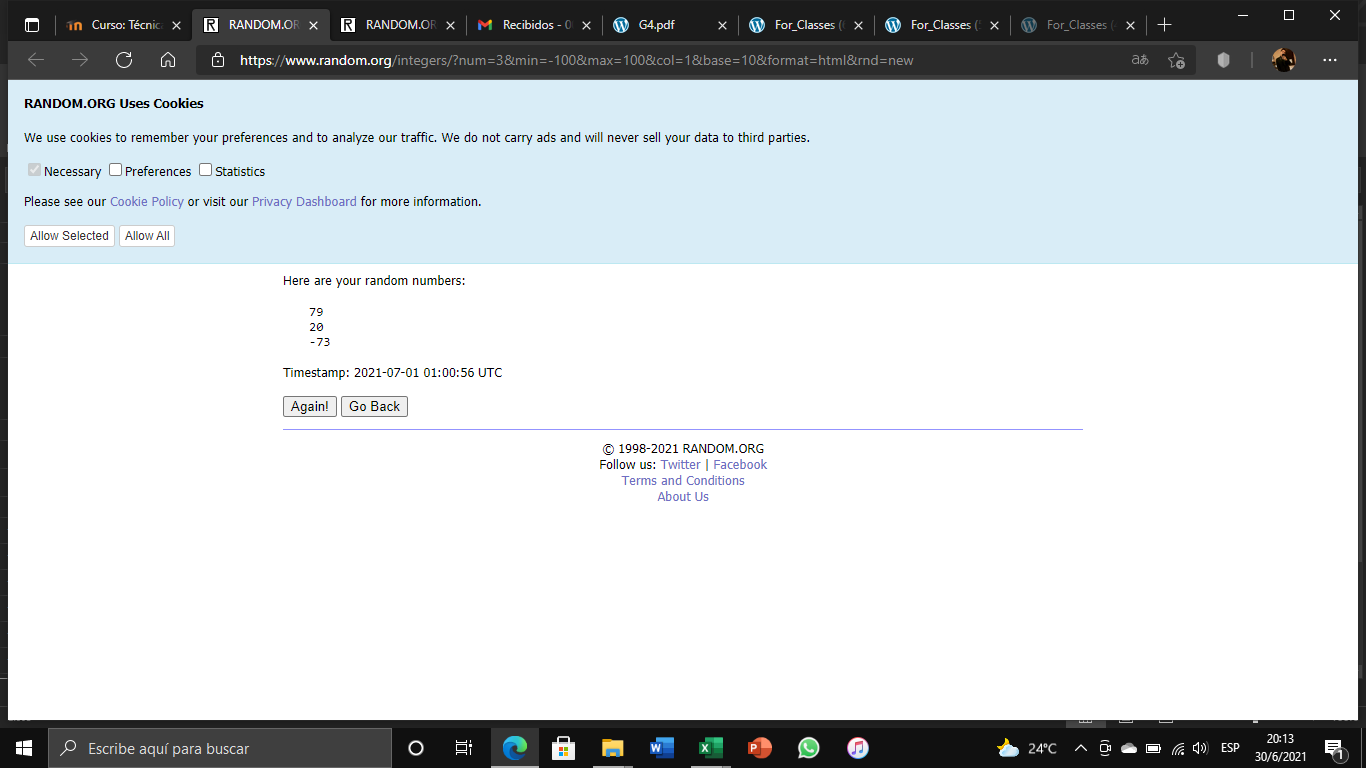 Curso: Técnic
RANDOM.OR
RANDOM.OR
Recibidos - 0
G4.pdf
For_Classes (
For_Classes (
For_Classes (
https://www.random.org/integers/?num=3&min=-100&max=100&col=1&base=10&format=html&rnd=new
RANDOM.ORG Uses Cookies
We use cookies to remember your preferences and to analyze our traffic. We do not carry ads and will never sell your data to third parties.
Necessary Preferences Statistics
Please see our Cookie Policy or visit our Privacy Dashboard for more information.
Allow Selected Allow All
Here are your random numbers:
79
20
-73
Timestamp: 2021-07-01 01:00:56 UTC
Again! Go Back
© 1998-2021 RANDOM.ORG
Follow us: Twitter | Facebook
Terms and Conditions
About Us
Escribe aquí para buscar
24°C
ESP
20:13
30/6/2021
1